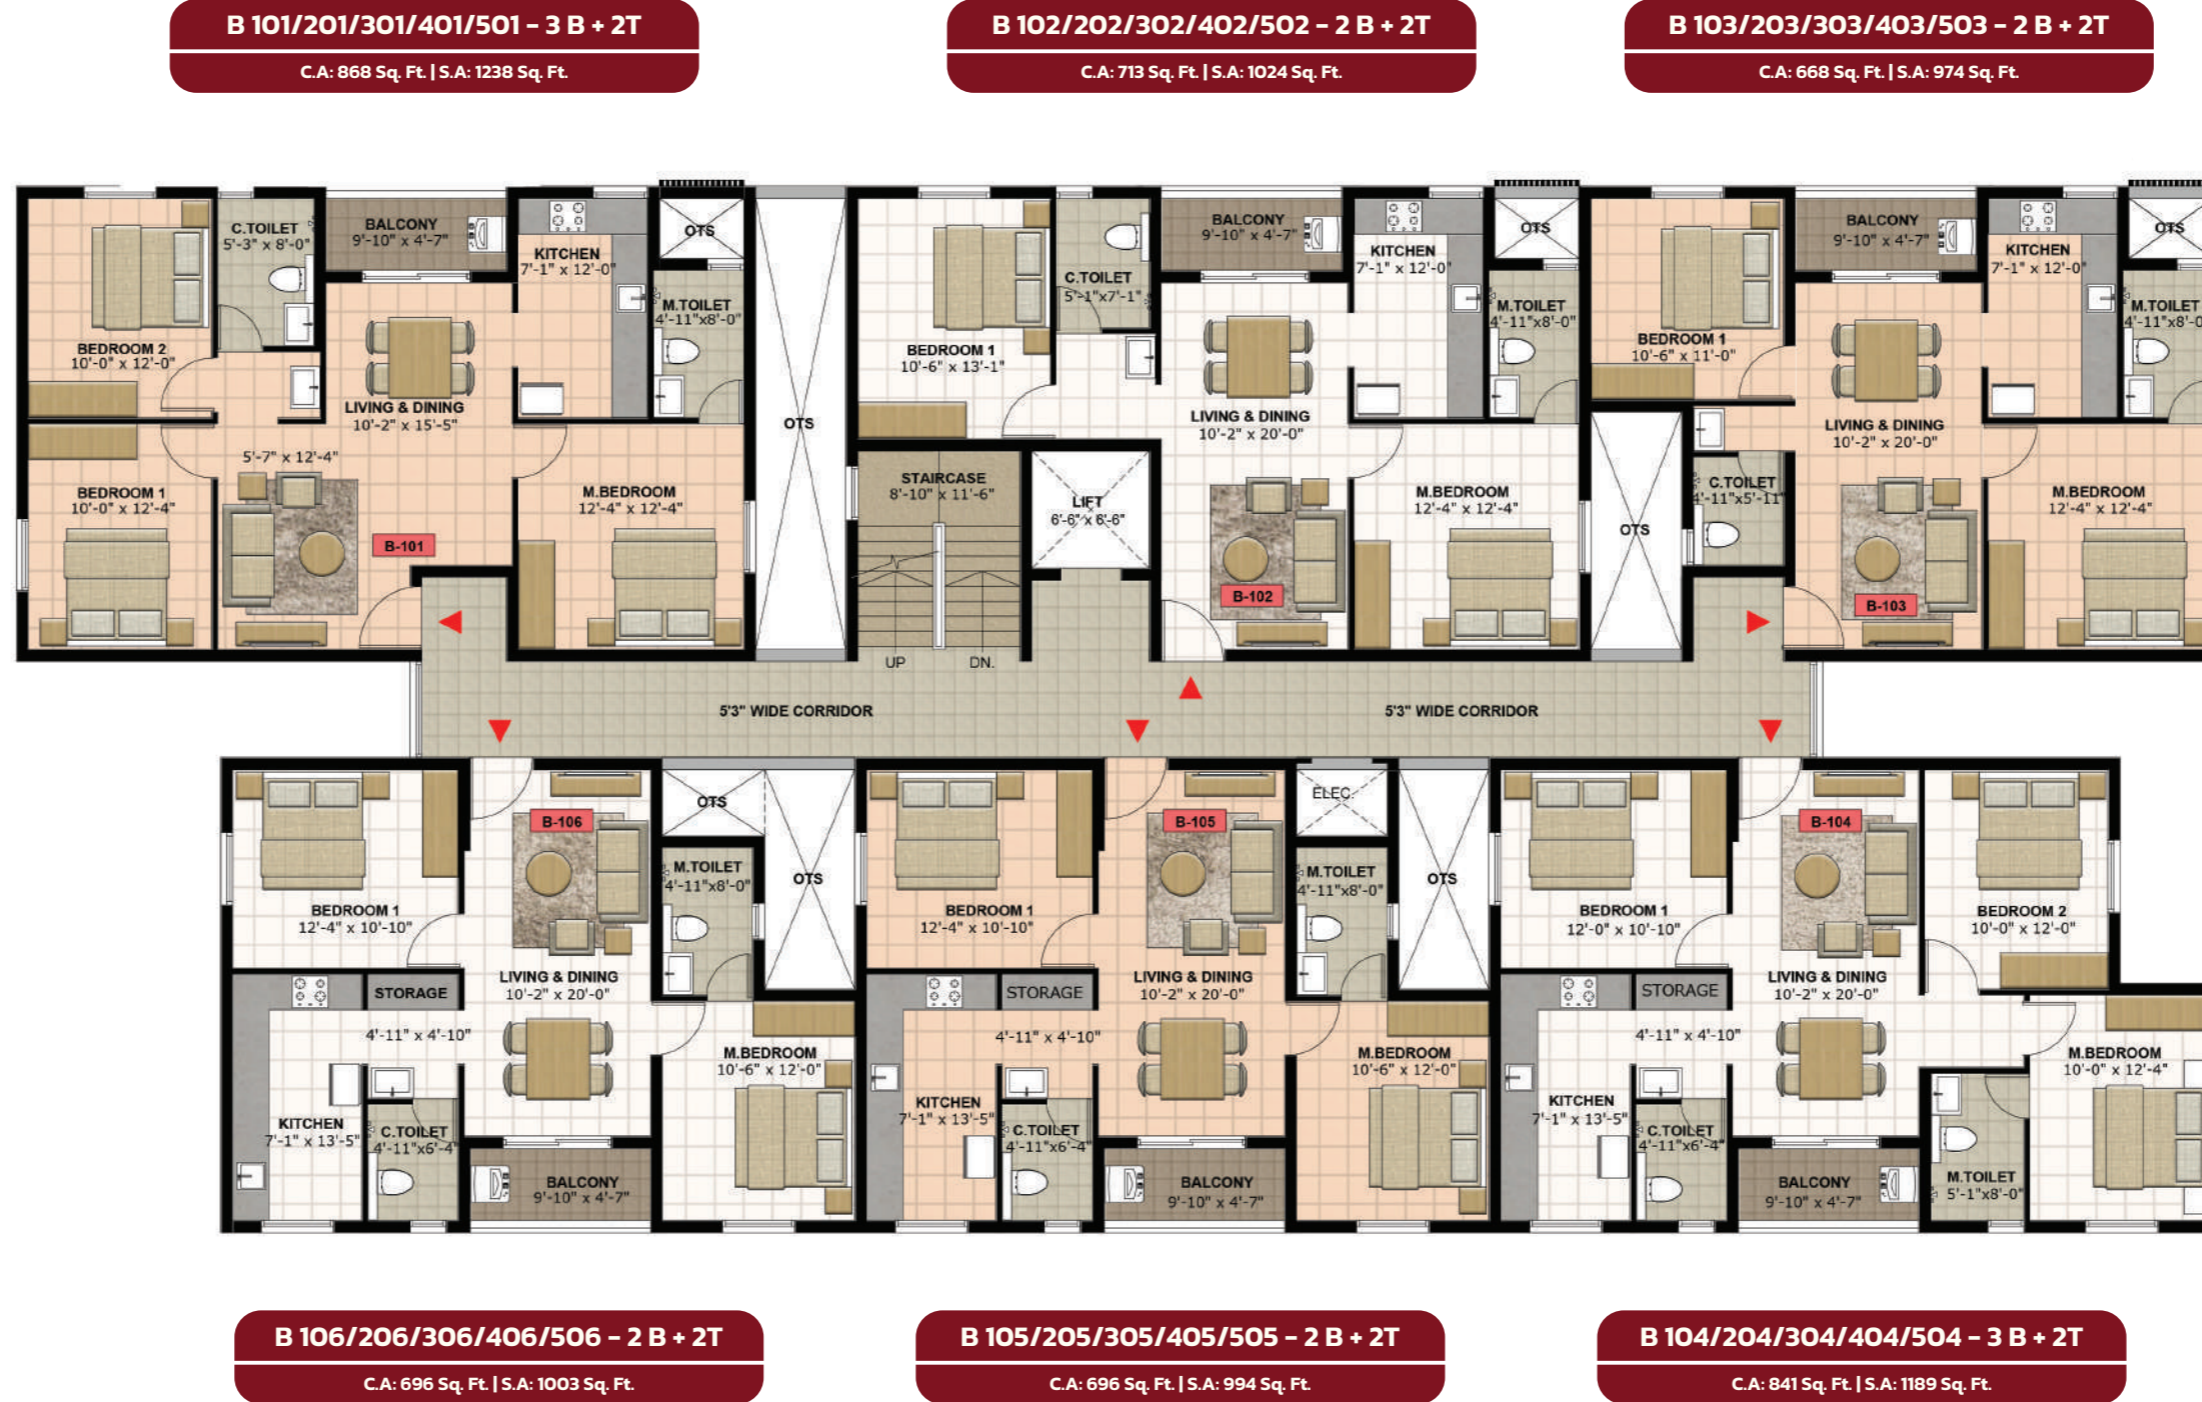 B 101/201/301/401/501 - 3 B + 2T
C.A: 868 Sq. Ft. | S.A: 1238 Sq. Ft.
B 102/202/302/402/502 - 2 B + 2T
C.A: 713 Sq. Ft. | S.A: 1024 Sq. Ft.
B 103/203/303/403/503 - 2 B + 2T
C.A: 668 Sq. Ft. | S.A: 974 Sq. Ft.
C.TOILET
5'-3" x 8'-0"
BALCONY
9'-10" x 4'-7"
KITCHEN
7'-1" x 12'-0"
OTS
M.TOILET
4'-11"x8'-0"
BEDROOM 2
10'-0" x 12'-0"
LIVING & DINING
10'-2" x 15'-5"
5'-7" x 12'-4"
BEDROOM 1
10'-0" x 12'-4"
M.BEDROOM
12'-4" x 12'-4"
B-101
OTS
BEDROOM 1
10'-6" x 13'-1"
C.TOILET
5'-1"x7'-1"
BALCONY
9'-10" x 4'-7"
KITCHEN
7'-1" x 12'-0"
OTS
M.TOILET
4'-11"x8'-0"
LIVING & DINING
10'-2" x 20'-0"
STAIRCASE
8'-10" x 11'-6"
UP
DN.
LIFT
6'-6" x 6'-6"
M.BEDROOM
12'-4" x 12'-4"
B-102
OTS
BEDROOM 1
10'-6" x 11'-0"
BALCONY
9'-10" x 4'-7"
KITCHEN
7'-1" x 12'-0"
OTS
M.TOILET
4'-11"x8'-0
LIVING & DINING
10'-2" x 20'-0"
C.TOILET
4'-11"x5'-11"
M.BEDROOM
12'-4" x 12'-4"
B-103
5'3" WIDE CORRIDOR
5'3" WIDE CORRIDOR
B-106
OTS
M.TOILET
4'-11"x8'-0"
OTS
BEDROOM 1
12'-4" x 10'-10"
LIVING & DINING
10'-2" x 20'-0"
STORAGE
4'-11" x 4'-10"
M.BEDROOM
10'-6" x 12'-0"
KITCHEN
7'-1" x 13'-5"
C.TOILET
4'-11"x6'-4"
BALCONY
9'-10" x 4'-7"
B-105
ELEC.
M.TOILET
4'-11"x8'-0"
OTS
BEDROOM 1
12'-4" x 10'-10"
LIVING & DINING
10'-2" x 20'-0"
STORAGE
4'-11" x 4'-10"
M.BEDROOM
10'-6" x 12'-0"
KITCHEN
7'-1" x 13'-5"
C.TOILET
4'-11"x6'-4"
BALCONY
9'-10" x 4'-7"
B-104
BEDROOM 1
12'-0" x 10'-10"
BEDROOM 2
10'-0" x 12'-0"
LIVING & DINING
10'-2" x 20'-0"
STORAGE
4'-11" x 4'-10"
M.BEDROOM
10'-0" x 12'-4"
KITCHEN
7'-1" x 13'-5"
C.TOILET
4'-11"x6'-4"
BALCONY
9'-10" x 4'-7"
M.TOILET
5'-1"x8'-0"
B 106/206/306/406/506 - 2 B + 2T
C.A: 696 Sq. Ft. | S.A: 1003 Sq. Ft.
B 105/205/305/405/505 - 2 B + 2T
C.A: 696 Sq. Ft. | S.A: 994 Sq. Ft.
B 104/204/304/404/504 - 3 B + 2T
C.A: 841 Sq. Ft. | S.A: 1189 Sq. Ft.